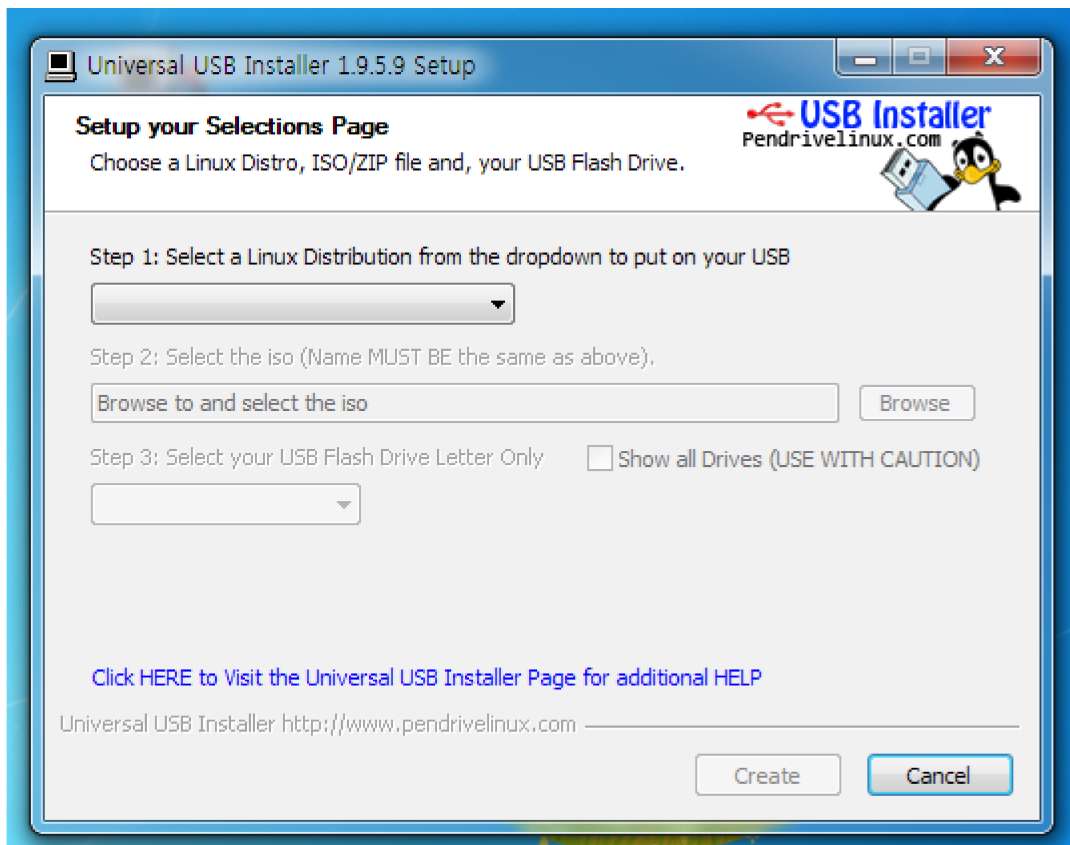 Universal USB Installer 1.9.5.9 Setup
Setup your Selections Page
Choose a Linux Distro, ISO/ZIP file and, your USB Flash Drive.
USB Installer
Pendrivelinux.com
Step 1: Select a Linux Distribution from the dropdown to put on your USB
Step 2: Select the iso (Name MUST BE the same as above).
Browse to and select the iso
Browse
Step 3: Select your USB Flash Drive Letter Only
Show all Drives (USE WITH CAUTION)
Click HERE to Visit the Universal USB Installer Page for additional HELP
Universal USB Installer http://www.pendrivelinux.com
Create
Cancel